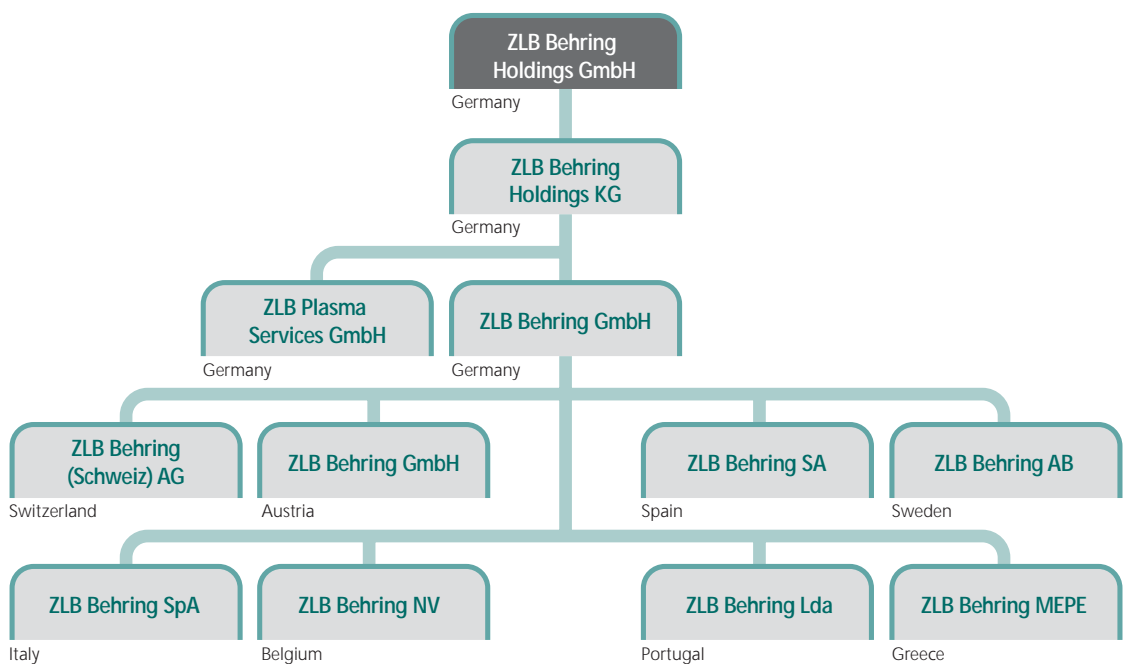 ZLB Behring
Holdings GmbH
Germany
ZLB Behring
Holdings KG
Germany
ZLB Plasma
Services GmbH
Germany
ZLB Behring GmbH
Germany
ZLB Behring
(Schweiz) AG
Switzerland
ZLB Behring GmbH
Austria
ZLB Behring SA
Spain
ZLB Behring AB
Sweden
ZLB Behring SpA
Italy
ZLB Behring NV
Belgium
ZLB Behring Lda
Portugal
ZLB Behring MEPE
Greece